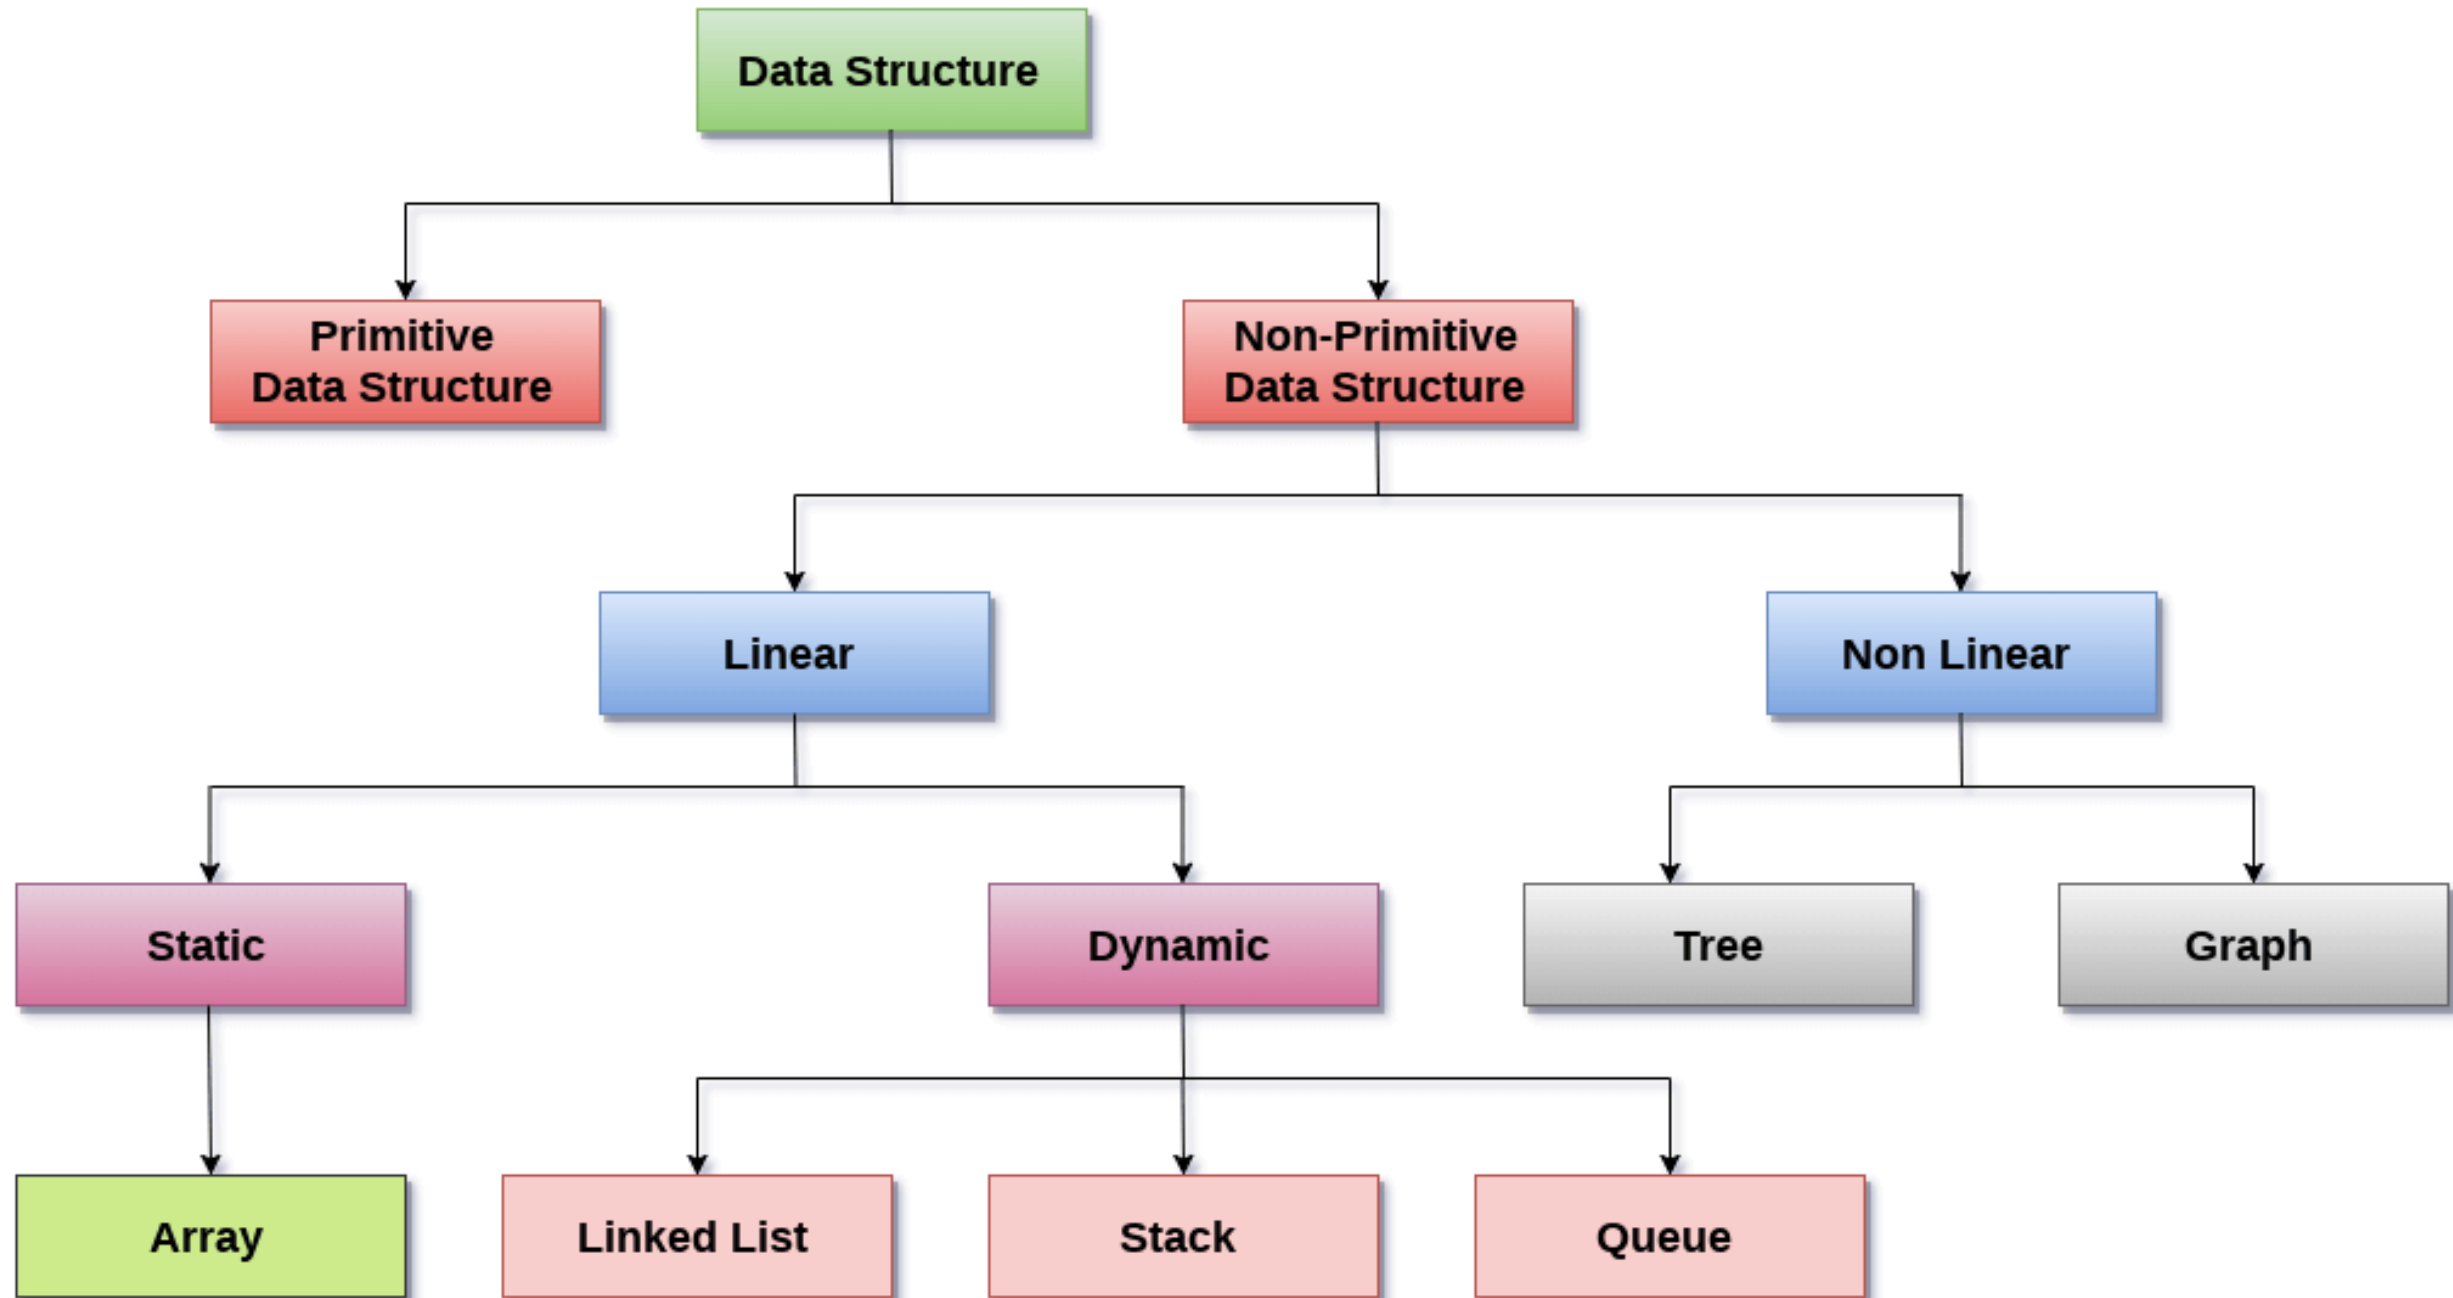 Data Structure
Primitive
Data Structure
Non-Primitive
Data Structure
Linear
Non Linear
Static
Dynamic
Tree
Graph
Array
Linked List
Stack
Queue